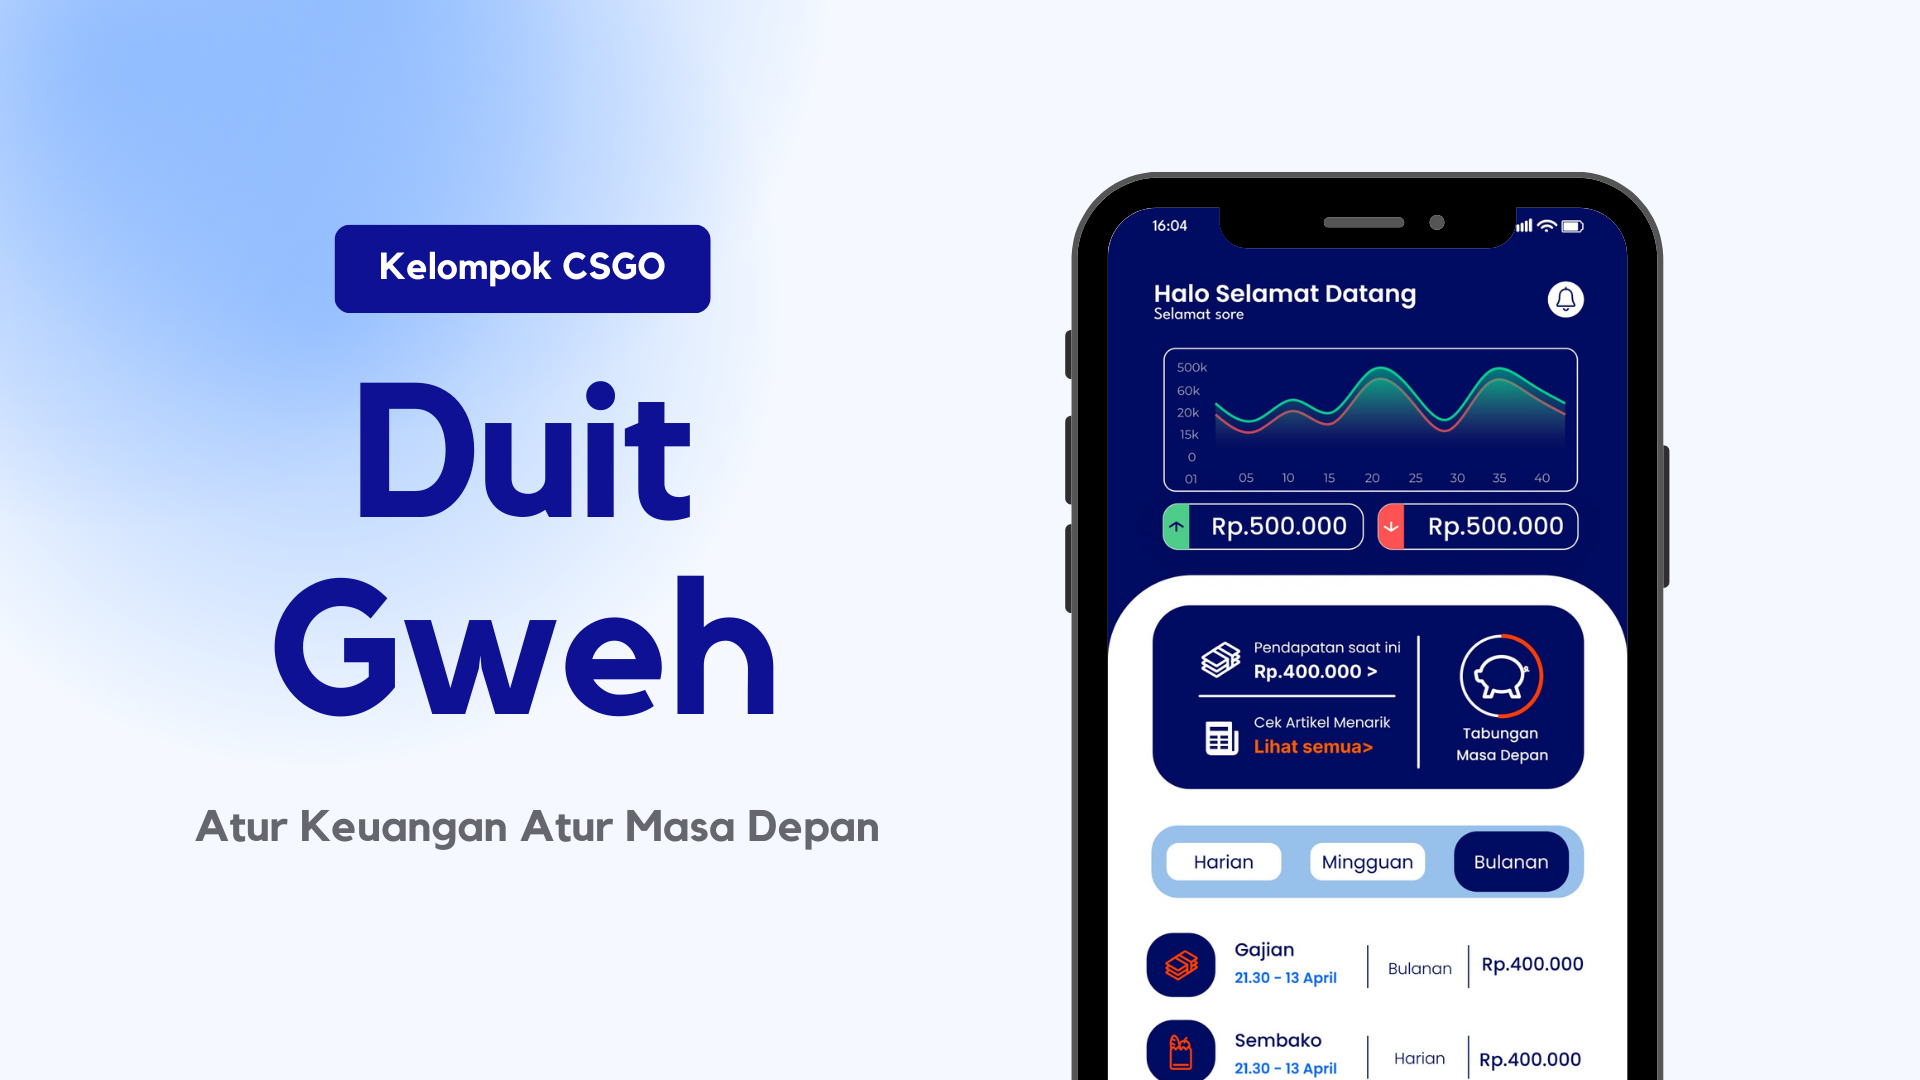 Kelompok CSGO
Duit
Gweh
Atur Keuangan Atur Masa Depan
16:04
Halo Selamat Datang
Selamat sore
500k
60k
20k
15k
0
01 05 10 15 20 25 30 35 40
Rp.500.000 Rp.500.000
Pendapatan saat ini
Rp.400.000 >
Cek Artikel Menarik
Lihat semua>
Tabungan
Masa Depan
Harian Mingguan Bulanan
Gajian
21.30 - 13 April
Bulanan
Rp.400.000
Sembako
21.30 - 13 April
Harian
Rp.400.000